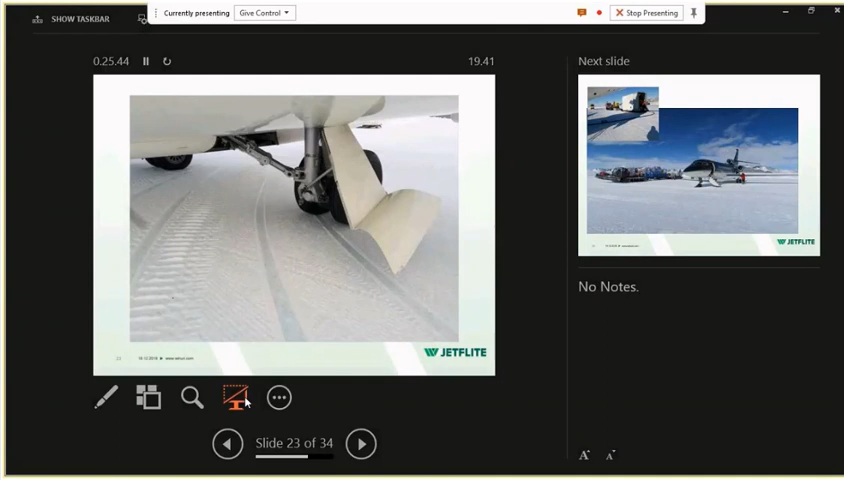 SHOW TASKBAR
Currently presenting
Give Control
Stop Presenting
0.25.44
19.41
Next slide
JETFLITE
No Notes.
JETFLITE
Slide 23 of 34
A A